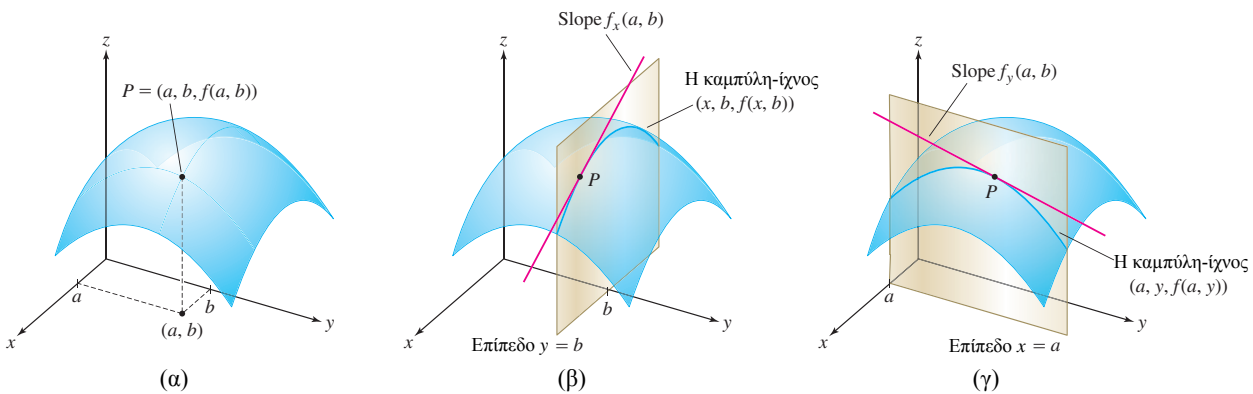 z
P = (a, b, f(a, b))
a
b
(a, b)
x
y
(α)
Slope f_x(a, b)
z
Η καμπύλη-ίχνος
(x, b, f(x, b))
P
b
x
y
Επίπεδο y = b
(β)
z
Slope f_y(a, b)
P
Η καμπύλη-ίχνος
(a, y, f(a, y))
a
x
y
Επίπεδο x = a
(γ)